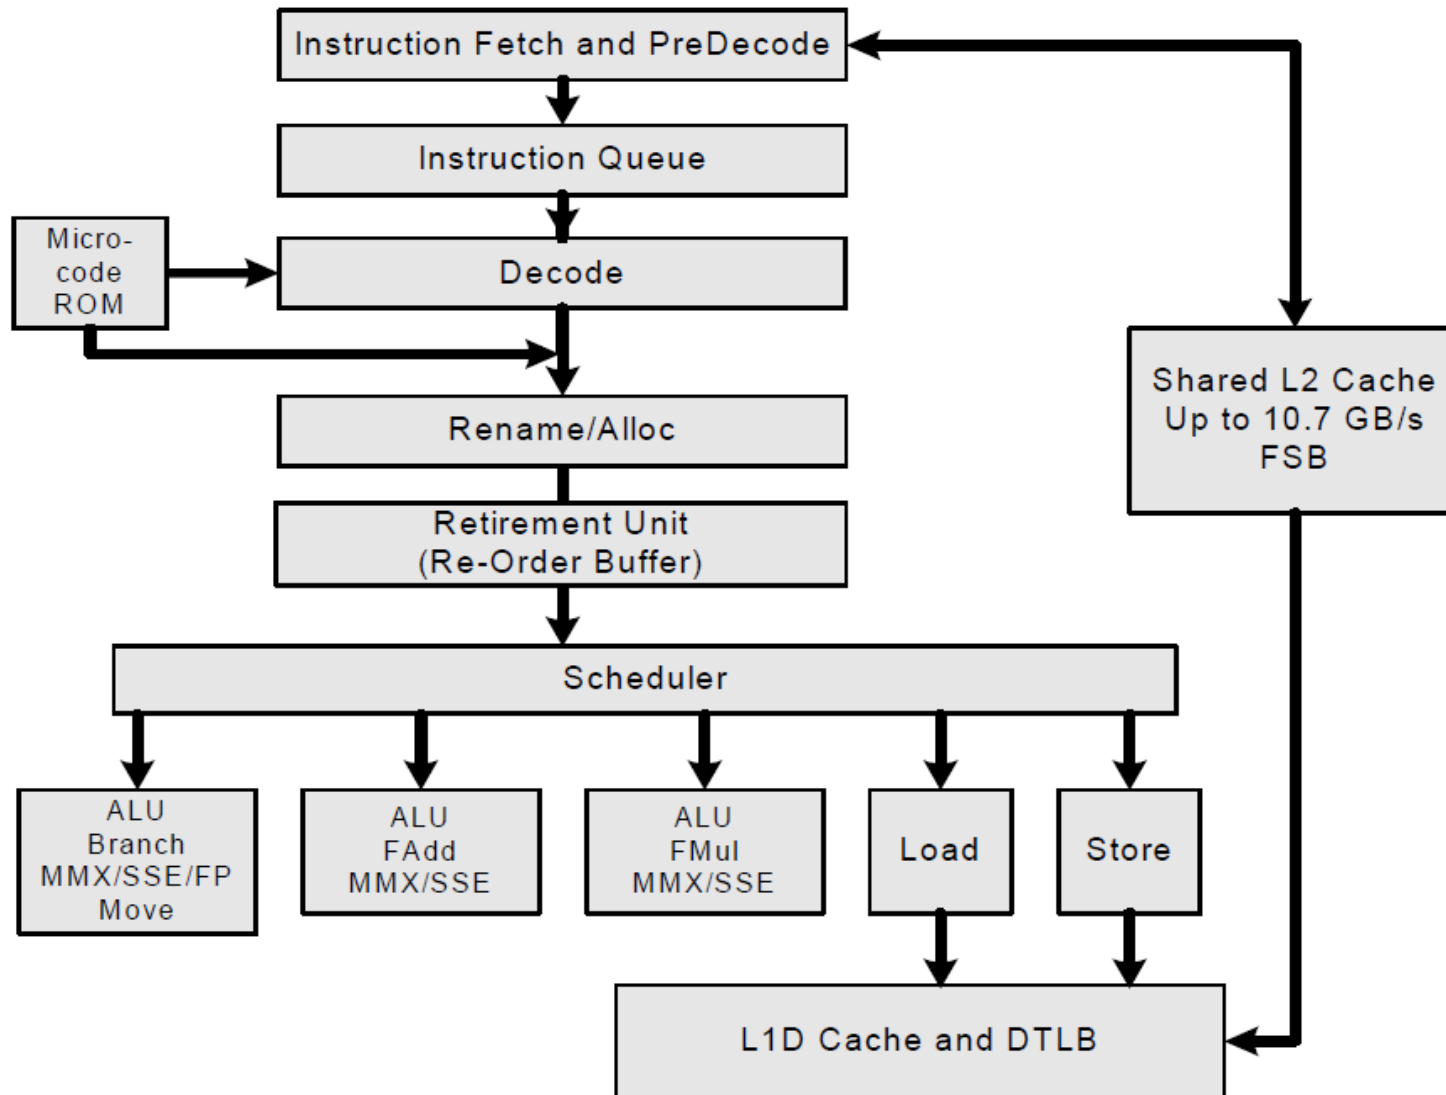 Instruction Fetch and PreDecode
Instruction Queue
Micro-
code
ROM
Decode
Shared L2 Cache
Up to 10.7 GB/s
FSB
Rename/Alloc
Retirement Unit
(Re-Order Buffer)
Scheduler
ALU
Branch
MMX/SSE/FP
Move
ALU
FAdd
MMX/SSE
ALU
FMul
MMX/SSE
Load
Store
L1D Cache and DTLB